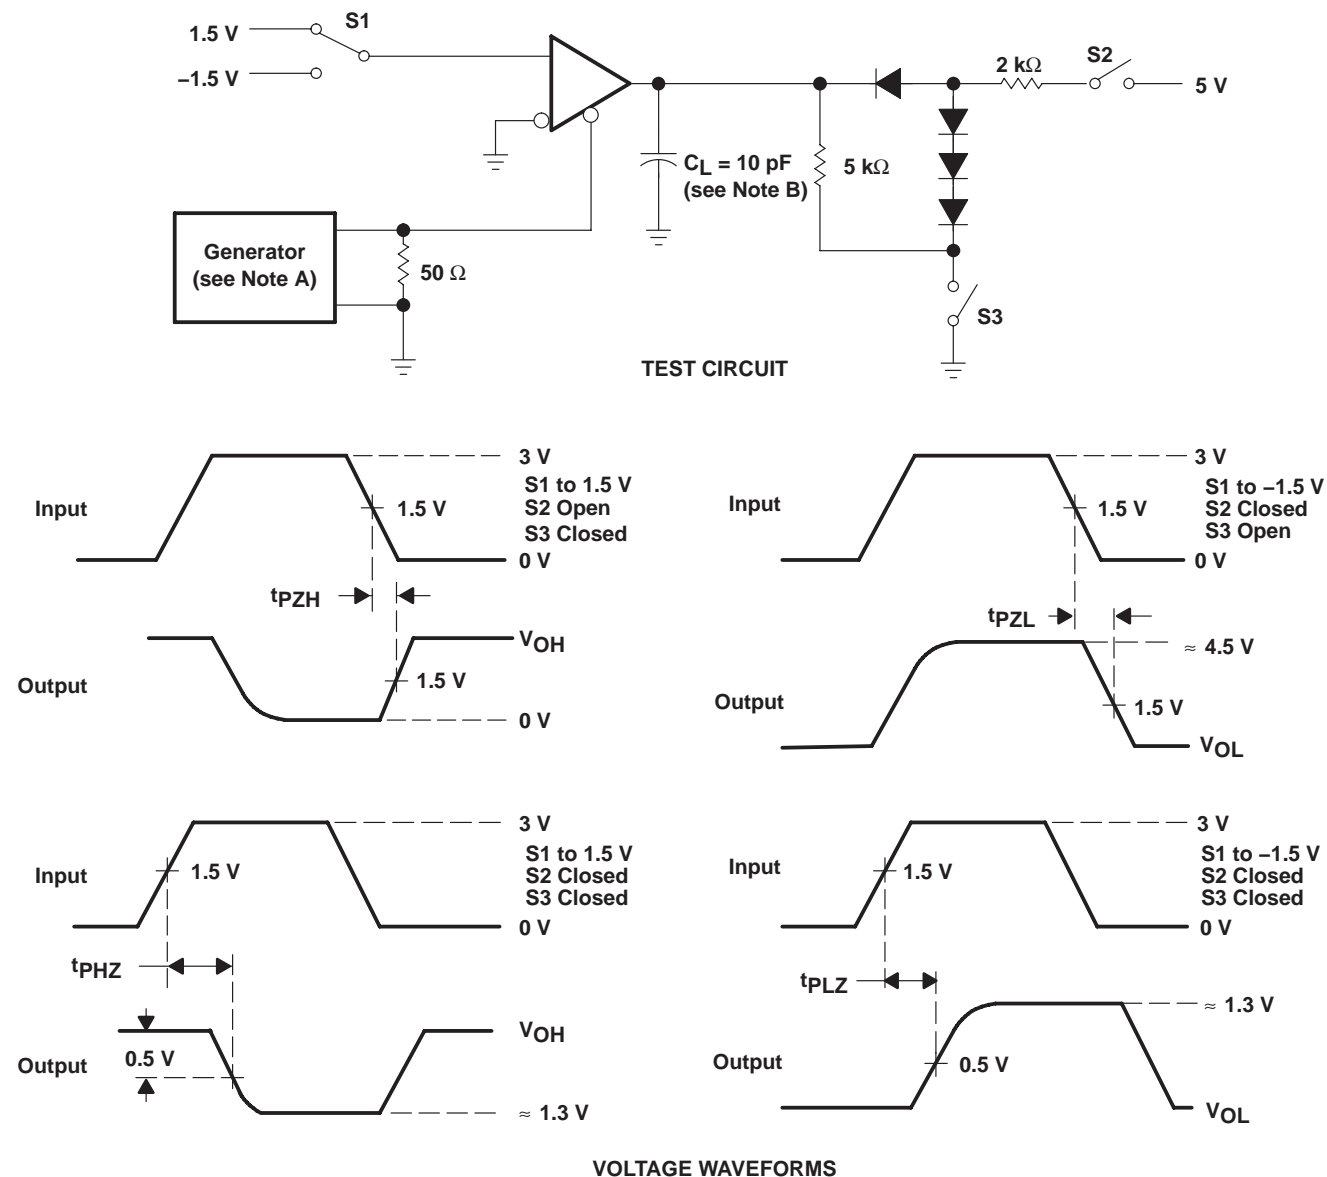 1.5 V
S1
–1.5 V
2 kΩ
S2
5 V
CL = 10 pF
(see Note B)
5 kΩ
Generator
(see Note A)
50 Ω
S3
TEST CIRCUIT
Input
3 V
S1 to 1.5 V
S2 Open
S3 Closed
1.5 V
0 V
tPZH
VOH
Output
1.5 V
0 V
Input
3 V
S1 to –1.5 V
S2 Closed
S3 Open
1.5 V
0 V
tPZL
≈ 4.5 V
Output
1.5 V
VOL
Input
3 V
S1 to 1.5 V
S2 Closed
S3 Closed
1.5 V
0 V
tPHZ
VOH
0.5 V
Output
≈ 1.3 V
Input
3 V
S1 to –1.5 V
S2 Closed
S3 Closed
1.5 V
0 V
tPLZ
≈ 1.3 V
Output
0.5 V
VOL
VOLTAGE WAVEFORMS